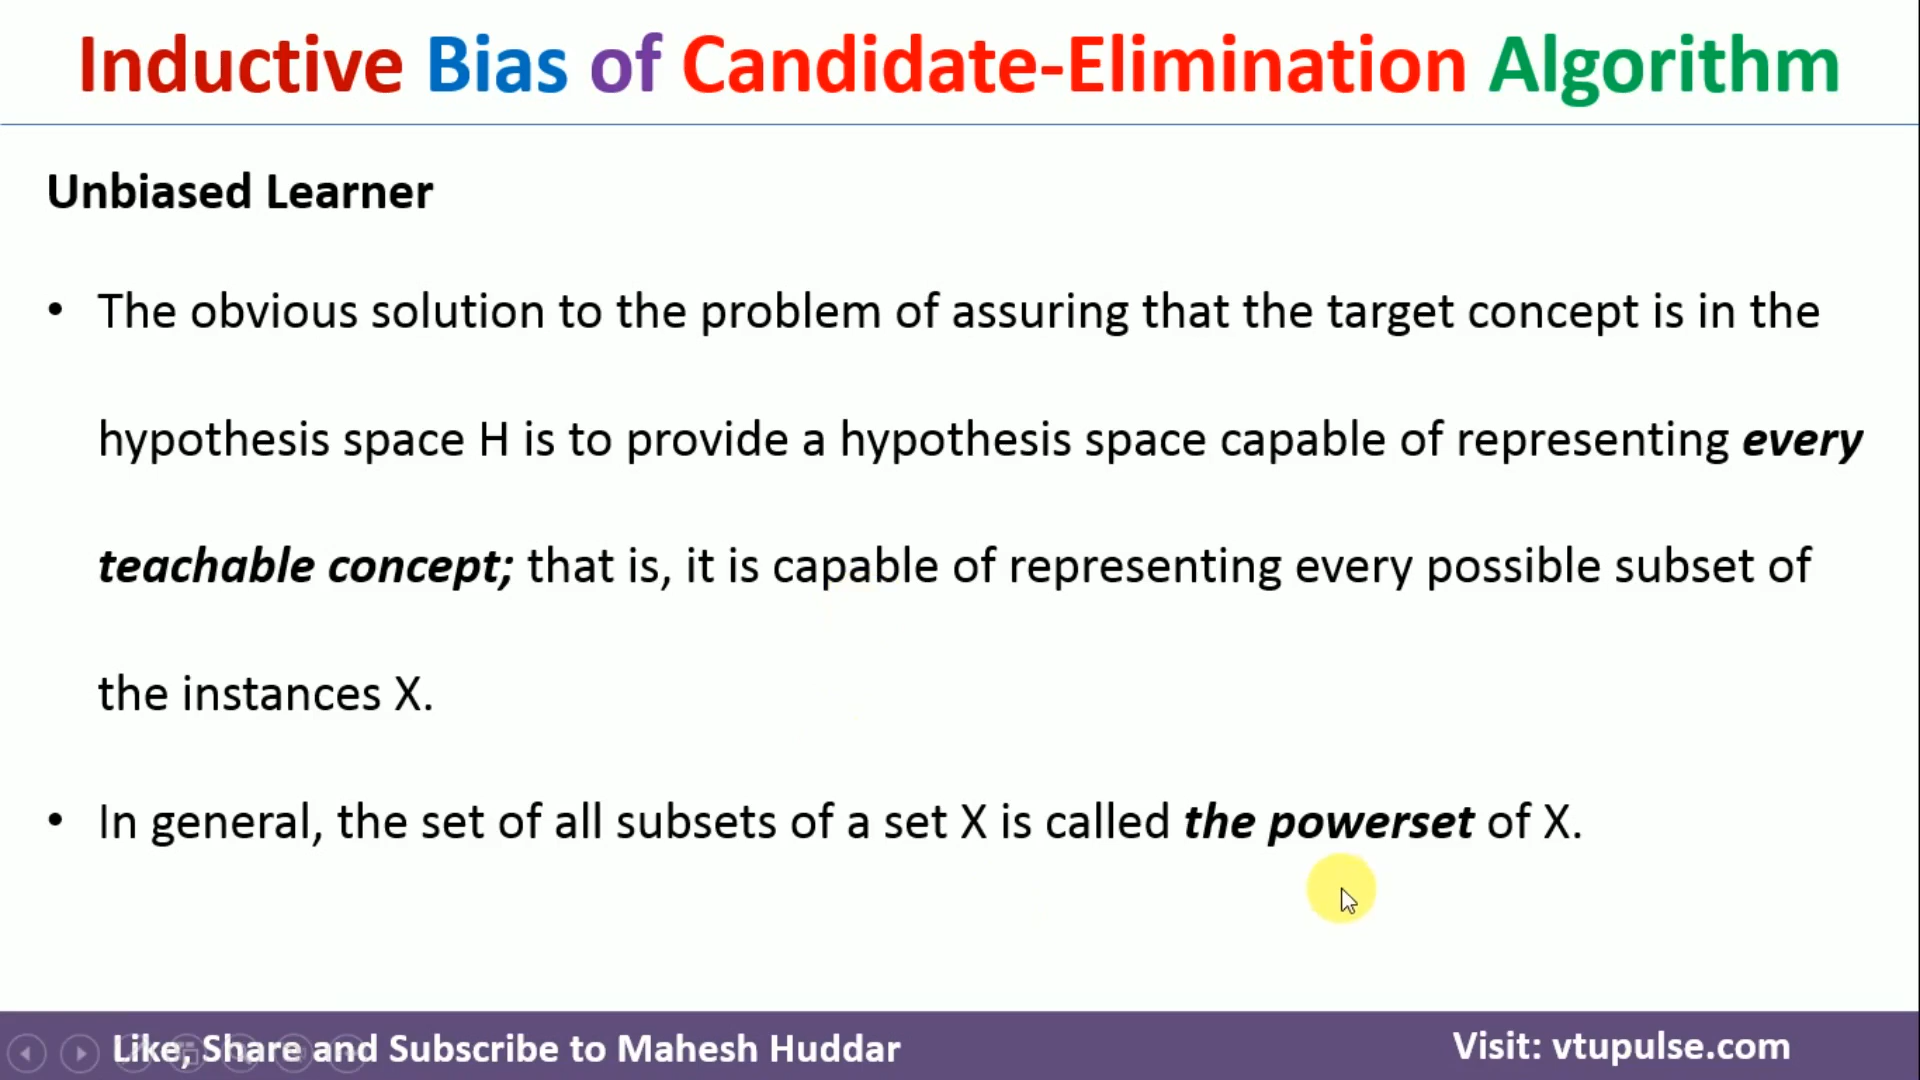 Inductive Bias of Candidate-Elimination Algorithm
Unbiased Learner
• The obvious solution to the problem of assuring that the target concept is in the
hypothesis space H is to provide a hypothesis space capable of representing every
teachable concept; that is, it is capable of representing every possible subset of
the instances X.
• In general, the set of all subsets of a set X is called the powerset of X.
Like, Share and Subscribe to Mahesh Huddar
Visit: vtupulse.com